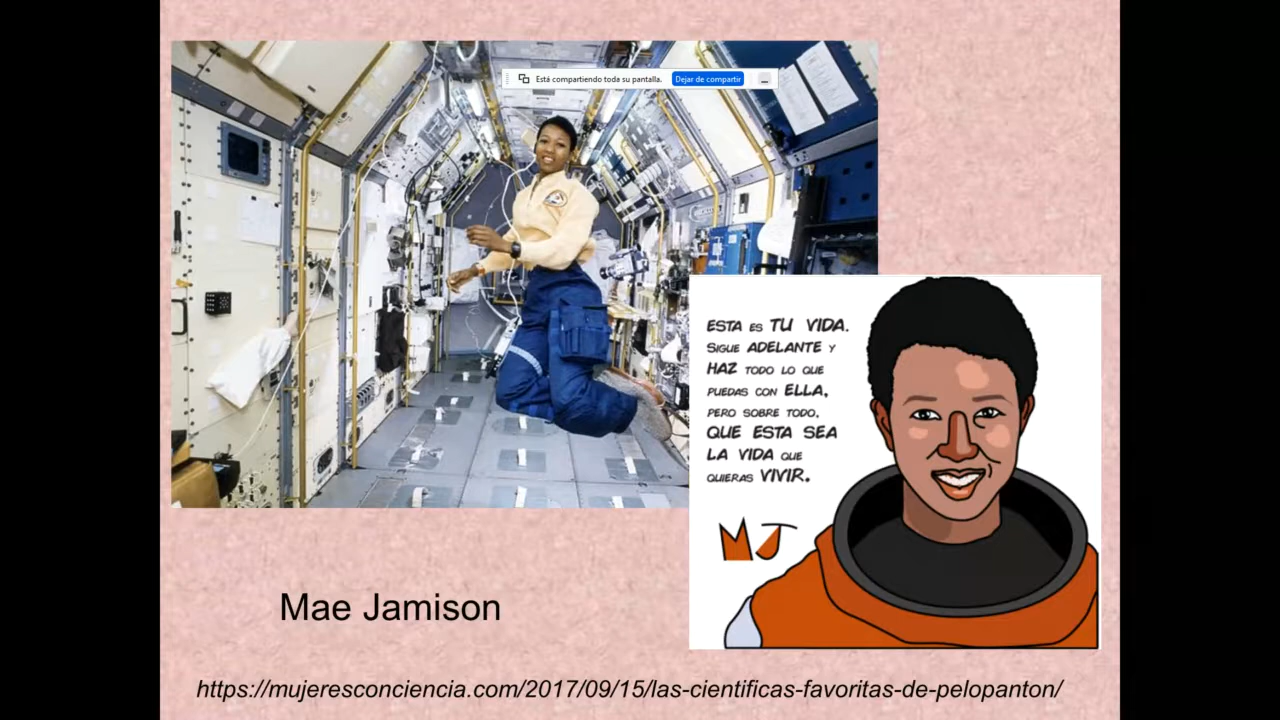 Está compartiendo toda su pantalla. Dejar de compartir
ESTA ES TU VIDA.
SIGUE ADELANTE Y
HAZ TODO LO QUE
PUEDAS CON ELLA,
PERO SOBRE TODO,
QUE ESTA SEA
LA VIDA QUE
QUIERAS VIVIR.
MJ
Mae Jamison
https://mujeresconciencia.com/2017/09/15/las-cientificas-favoritas-de-pelopanton/